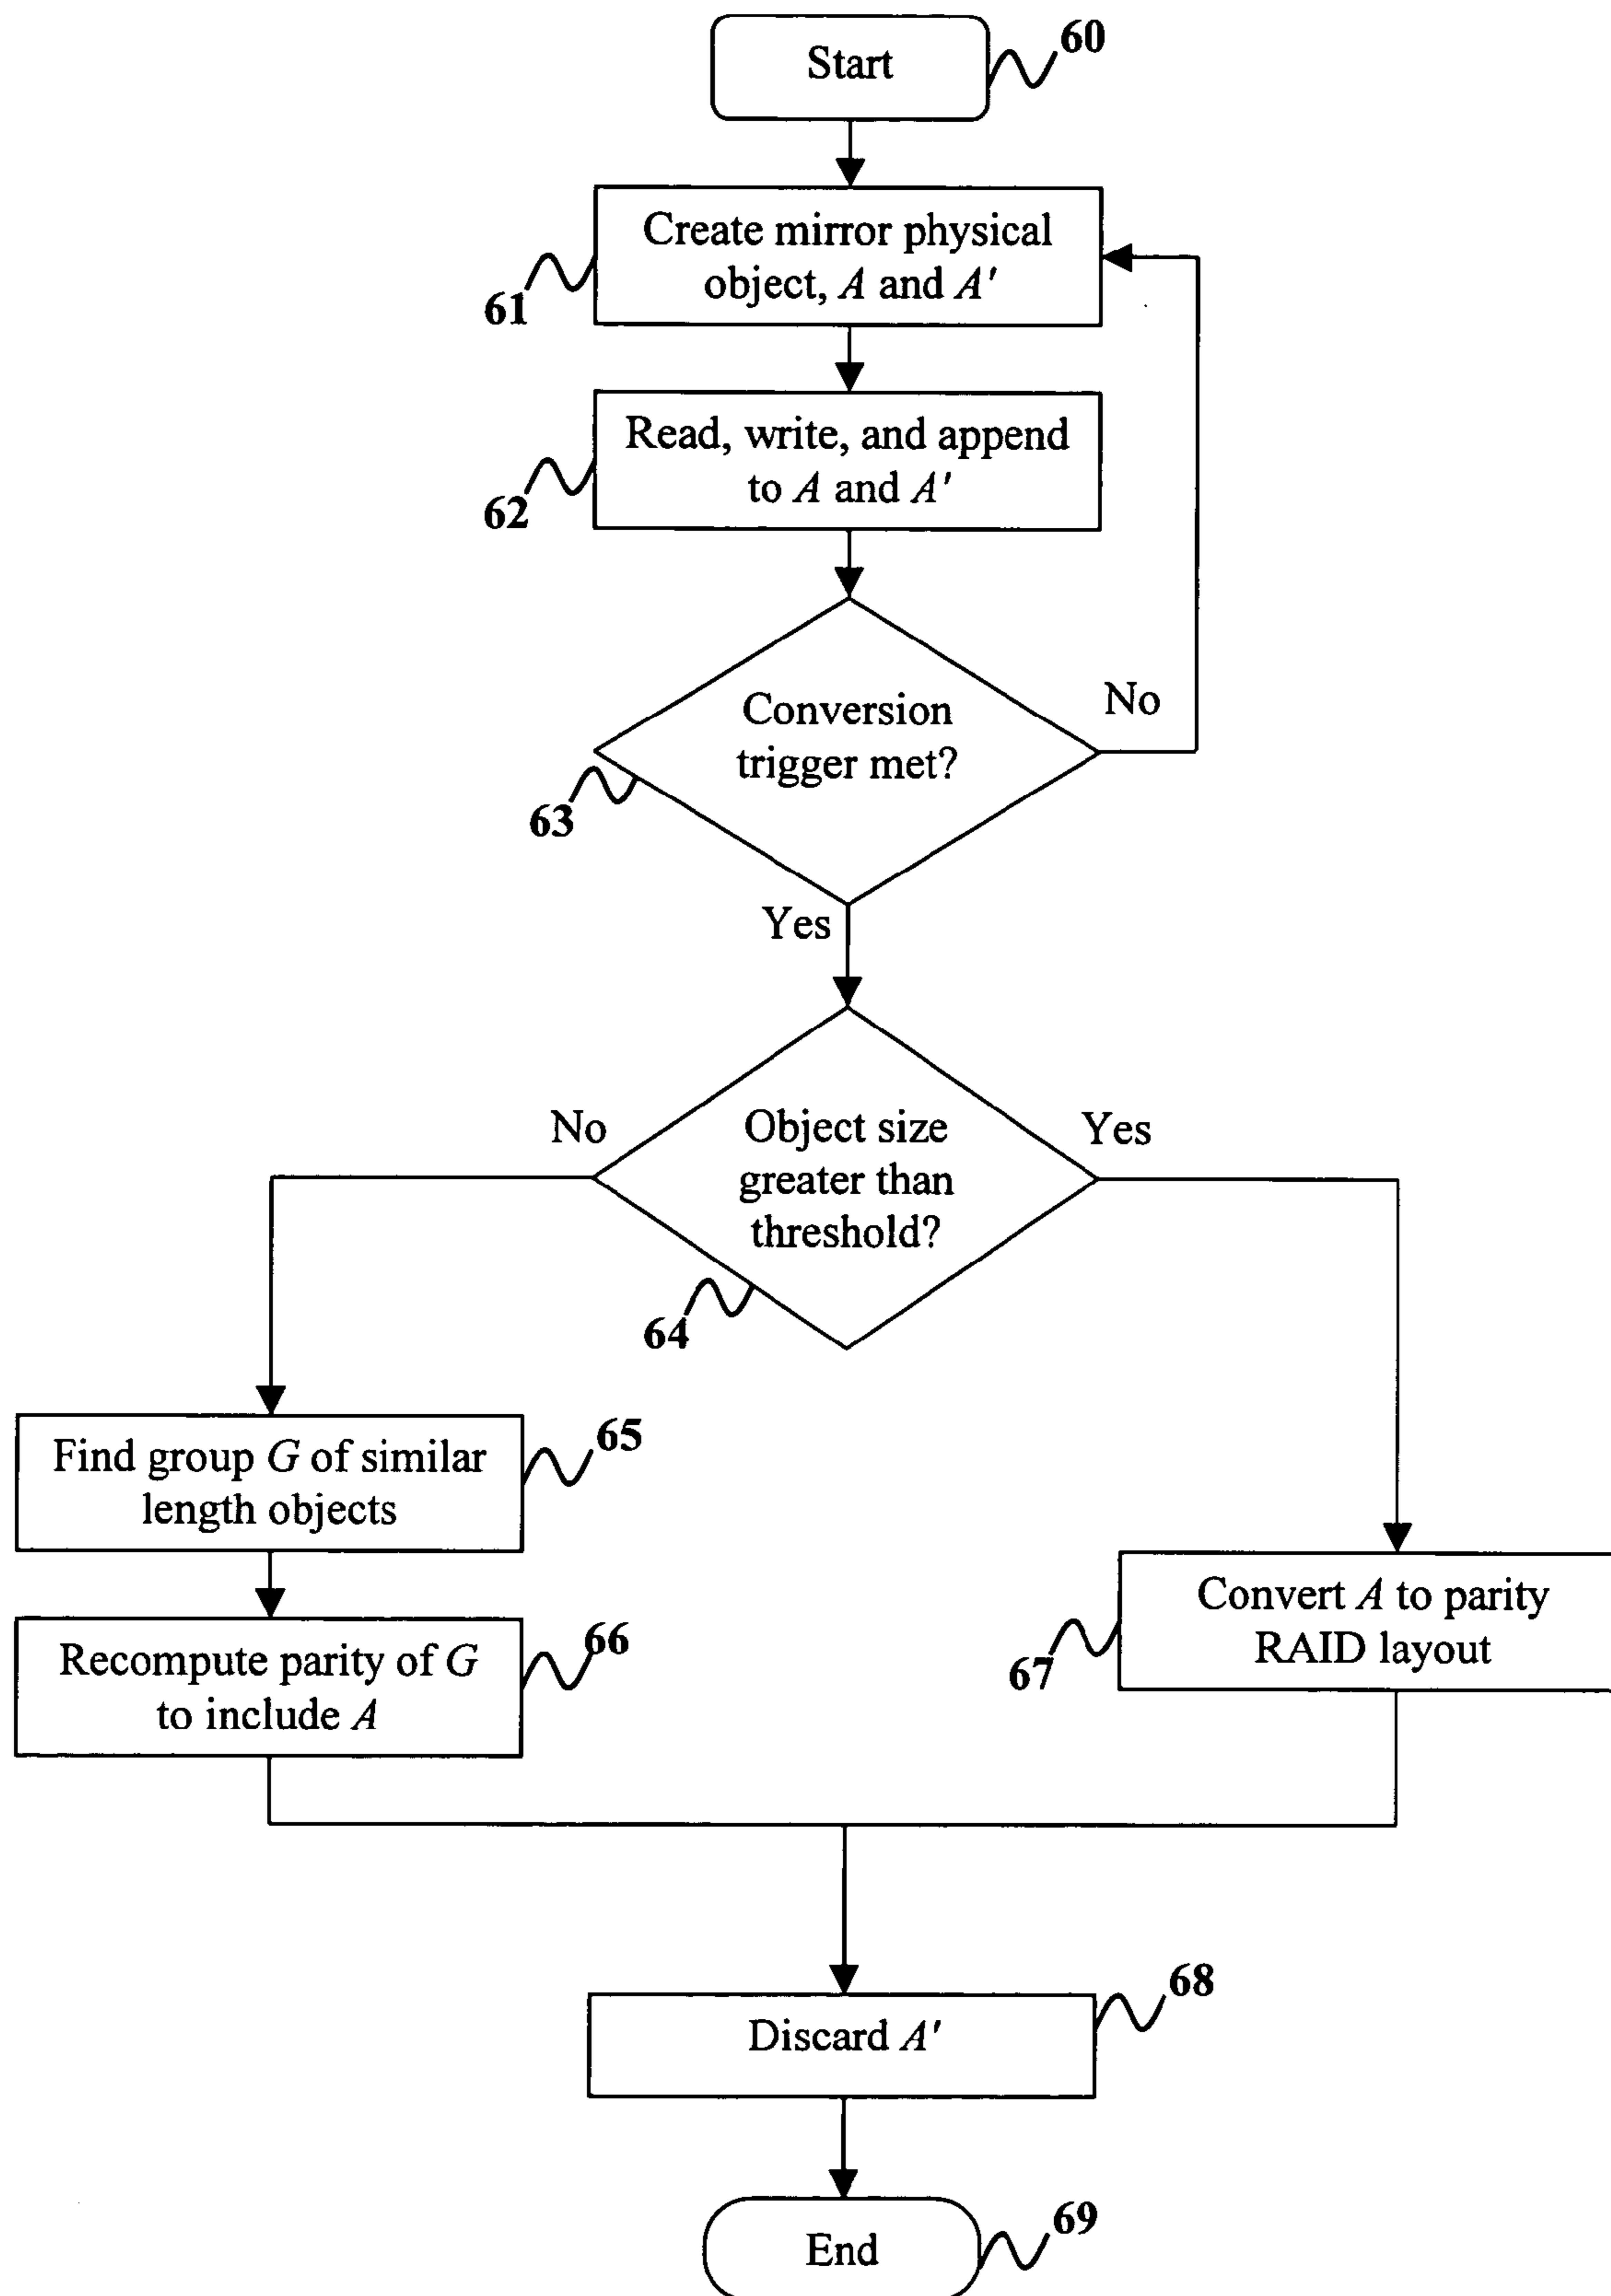 Start
60
Create mirror physical
object, A and A'
61
Read, write, and append
to A and A'
62
Conversion
trigger met?
No
63
Yes
Object size
greater than
threshold?
No
Yes
64
Find group G of similar
length objects
65
Recompute parity of G
to include A
66
Convert A to parity
RAID layout
67
Discard A'
68
End
69